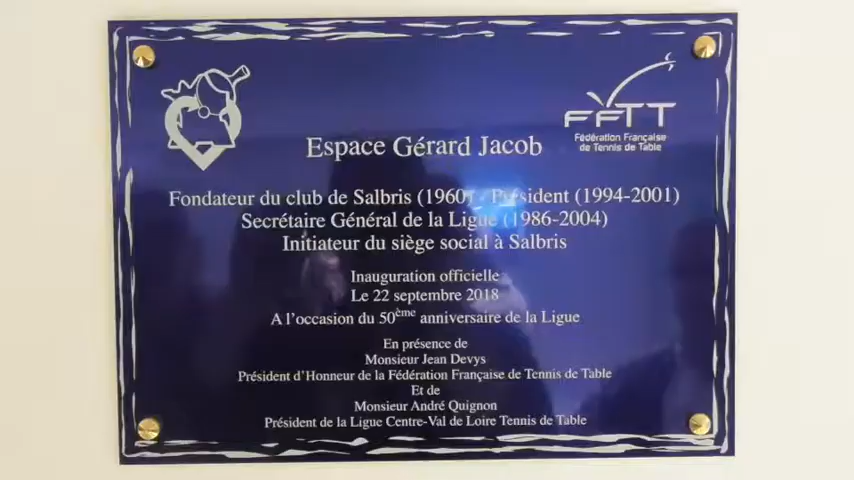 FFTT
Fédération Française
de Tennis de Table
Espace Gérard Jacob
Fondateur du club de Salbris (1960) - Président (1994-2001)
Secrétaire Général de la Ligue (1986-2004)
Initiateur du siège social à Salbris
Inauguration officielle
Le 22 septembre 2018
A l'occasion du 50ème anniversaire de la Ligue
En présence de
Monsieur Jean Devys
Président d'Honneur de la Fédération Française de Tennis de Table
Et de
Monsieur André Quignon
Président de la Ligue Centre-Val de Loire Tennis de Table